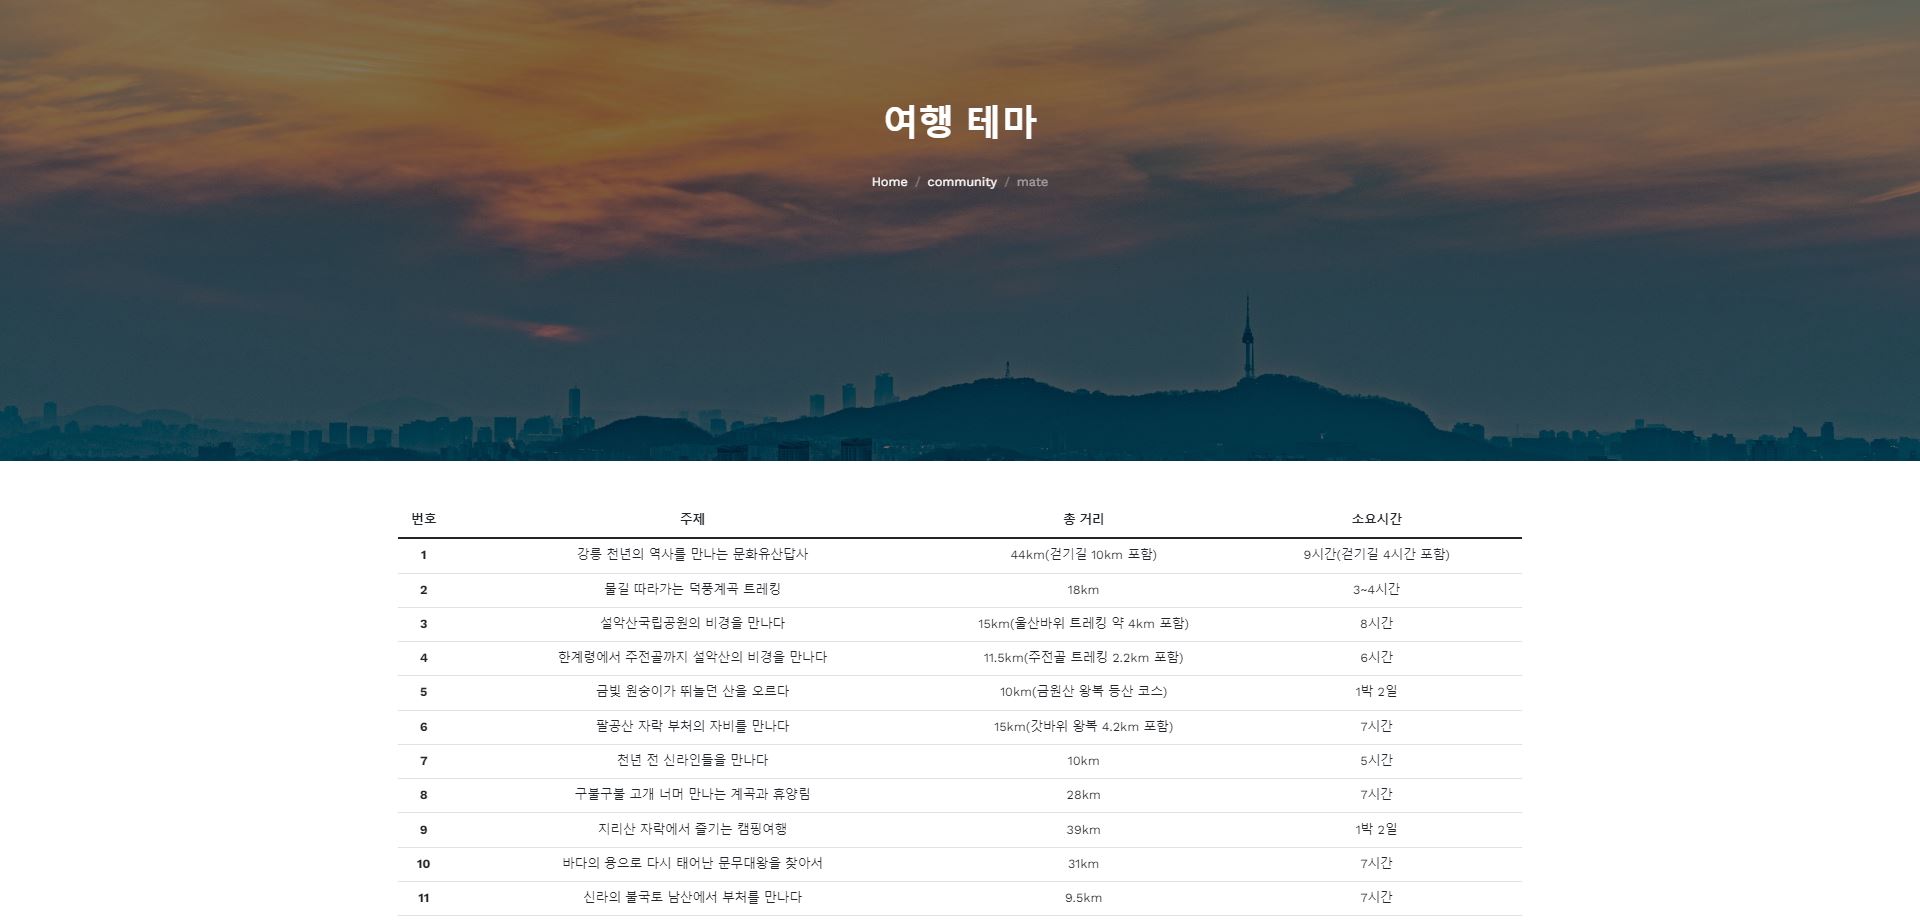 여행 테마
Home / community / mate
번호 주제 총 거리 소요시간
1 강릉 천년의 역사를 만나는 문화유산답사 44km(걷기길 10km 포함) 9시간(걷기길 4시간 포함)
2 물길 따라가는 덕풍계곡 트레킹 18km 3~4시간
3 설악산국립공원의 비경을 만나다 15km(울산바위 트레킹 약 4km 포함) 8시간
4 한계령에서 주전골까지 설악산의 비경을 만나다 11.5km(주전골 트레킹 2.2km 포함) 6시간
5 금빛 원숭이가 뛰놀던 산을 오르다 10km(금원산 왕복 등산 코스) 1박 2일
6 팔공산 자락 부처의 자비를 만나다 15km(갓바위 왕복 4.2km 포함) 7시간
7 천년 전 신라인들을 만나다 10km 5시간
8 구불구불 고개 너머 만나는 계곡과 휴양림 28km 7시간
9 지리산 자락에서 즐기는 캠핑여행 39km 1박 2일
10 바다의 용으로 다시 태어난 문무대왕을 찾아서 31km 7시간
11 신라의 불국토 남산에서 부처를 만나다 9.5km 7시간